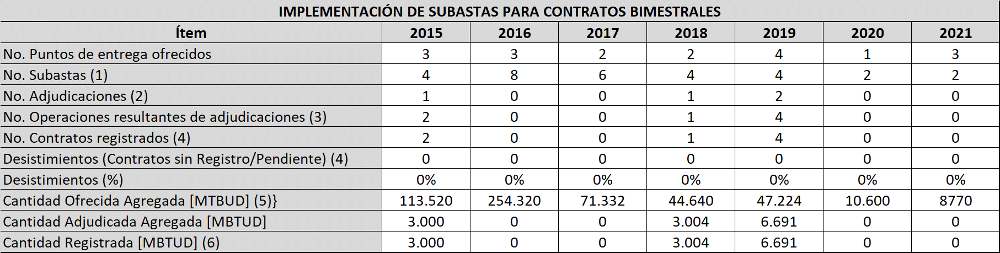 IMPLEMENTACIÓN DE SUBASTAS PARA CONTRATOS BIMESTRALES
Ítem 2015 2016 2017 2018 2019 2020 2021
No. Puntos de entrega ofrecidos 3 3 2 2 4 1 3
No. Subastas (1) 4 8 6 4 4 2 2
No. Adjudicaciones (2) 1 0 0 1 2 0 0
No. Operaciones resultantes de adjudicaciones (3) 2 0 0 1 4 0 0
No. Contratos registrados (4) 2 0 0 1 4 0 0
Desistimientos (Contratos sin Registro/Pendiente) (4) 0 0 0 0 0 0 0
Desistimientos (%) 0% 0% 0% 0% 0% 0% 0%
Cantidad Ofrecida Agregada [MTBUD] (5)} 113.520 254.320 71.332 44.640 47.224 10.600 8770
Cantidad Adjudicada Agregada [MBTUD] 3.000 0 0 3.004 6.691 0 0
Cantidad Registrada [MBTUD] (6) 3.000 0 0 3.004 6.691 0 0